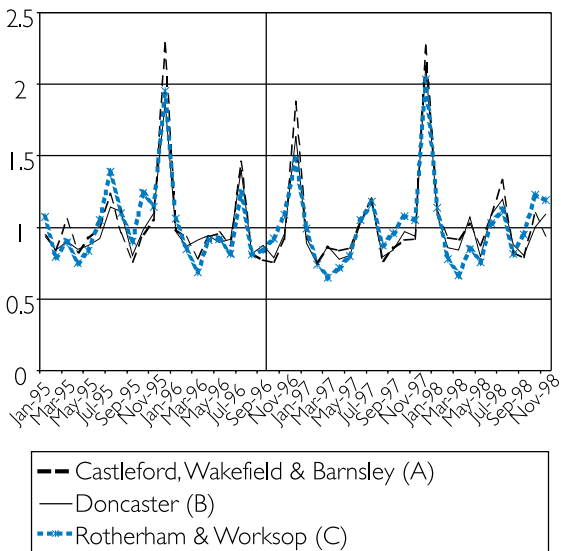 2.5
2
1.5
1
0.5
0
Jan-95
Mar-95
May-95
Jul-95
Sep-95
Nov-95
Jan-96
Mar-96
May-96
Jul-96
Sep-96
Nov-96
Jan-97
Mar-97
May-97
Jul-97
Sep-97
Nov-97
Jan-98
Mar-98
May-98
Jul-98
Sep-98
Nov-98
Castleford, Wakefield & Barnsley (A)
Doncaster (B)
Rotherham & Worksop (C)